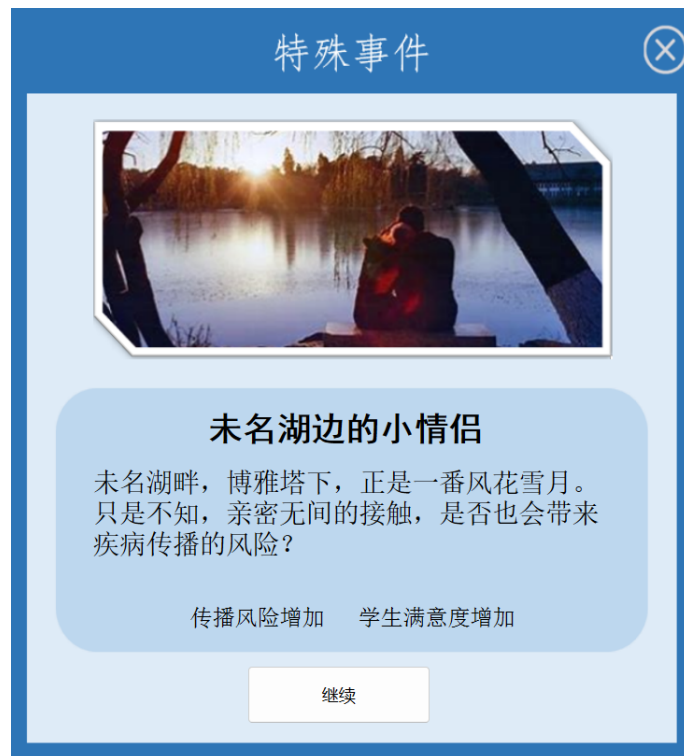 特殊事件
未名湖边的小情侣
未名湖畔，博雅塔下，正是一番风花雪月。
只是不知，亲密无间的接触，是否也会带来
疾病传播的风险？
传播风险增加 学生满意度增加
继续